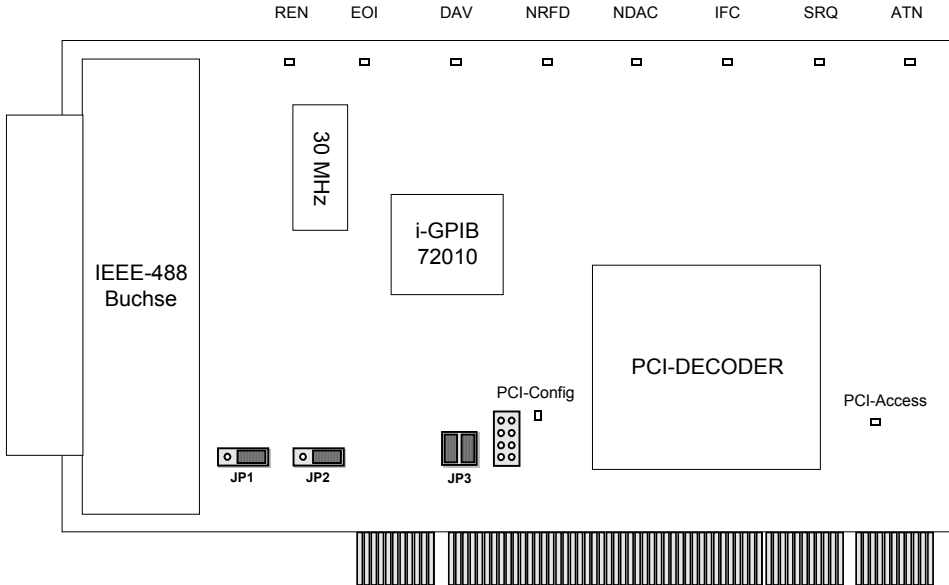 REN EOI DAV NRFD NDAC IFC SRQ ATN
30 MHz
i-GPIB
72010
IEEE-488
Buchse
PCI-DECODER
PCI-Config
PCI-Access
JP1 JP2 JP3